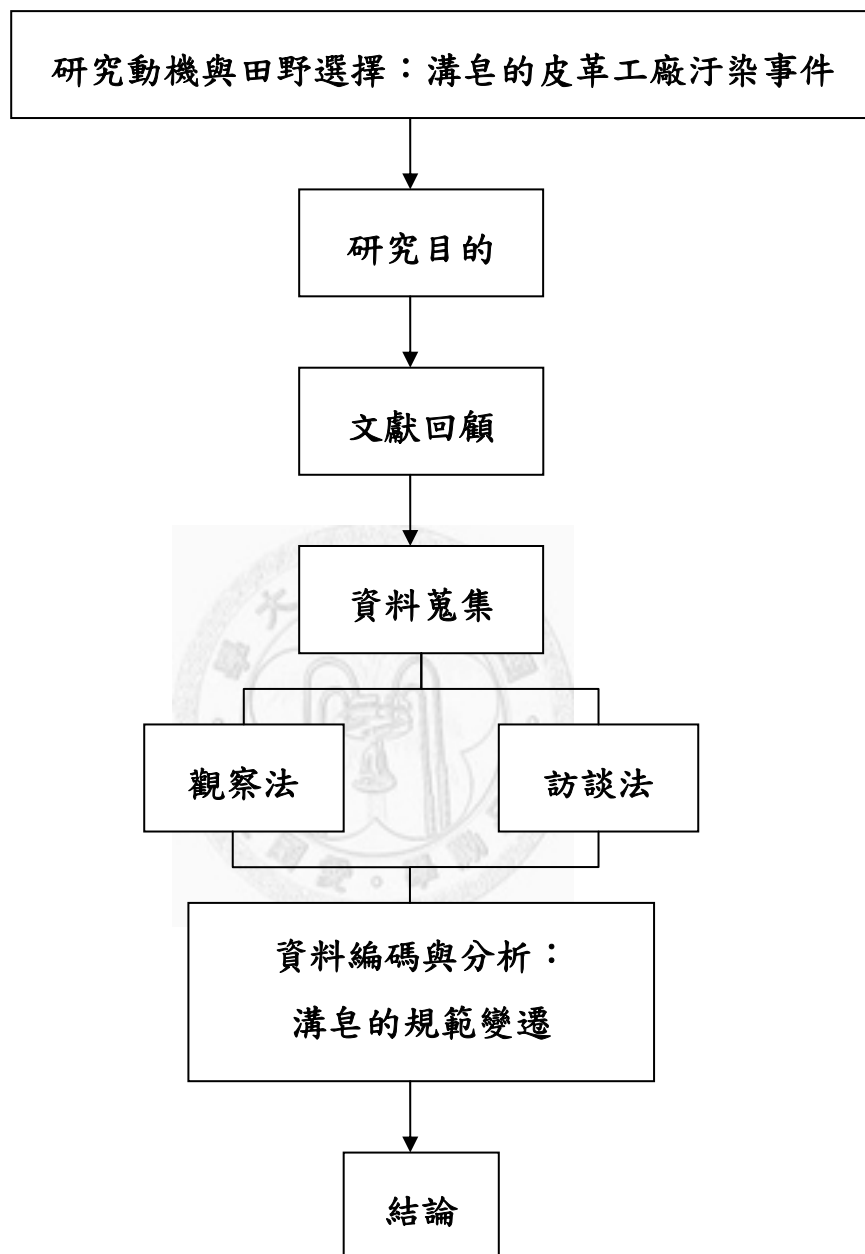 研究動機與田野選擇：溝皂的皮革工廠汙染事件
研究目的
文獻回顧
資料蒐集
觀察法
訪談法
資料編碼與分析：
溝皂的規範變遷
結論